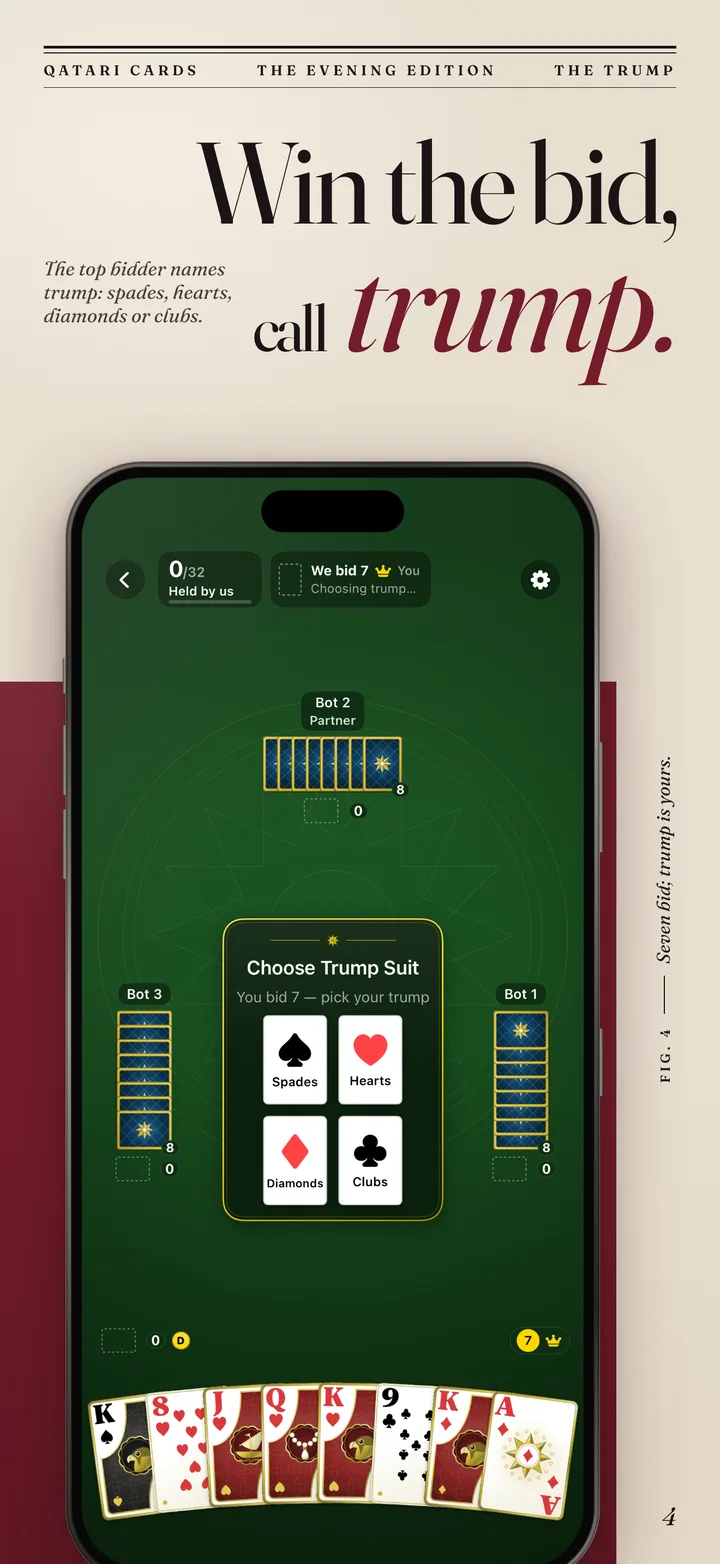 QATARI CARDS THE EVENING EDITION THE TRUMP
Win the bid,
The top bidder names
trump: spades, hearts,
diamonds or clubs.
call trump.
0/32
Held by us
We bid 7 You
Choosing trump...
Bot 2
Partner
8
0
Choose Trump Suit
You bid 7 — pick your trump
Spades
Hearts
Diamonds
Clubs
Bot 3
8
0
Bot 1
8
0
FIG. 4 — Seven bid; trump is yours.
0 D
7
K 8 J Q K 9 K A
A
4